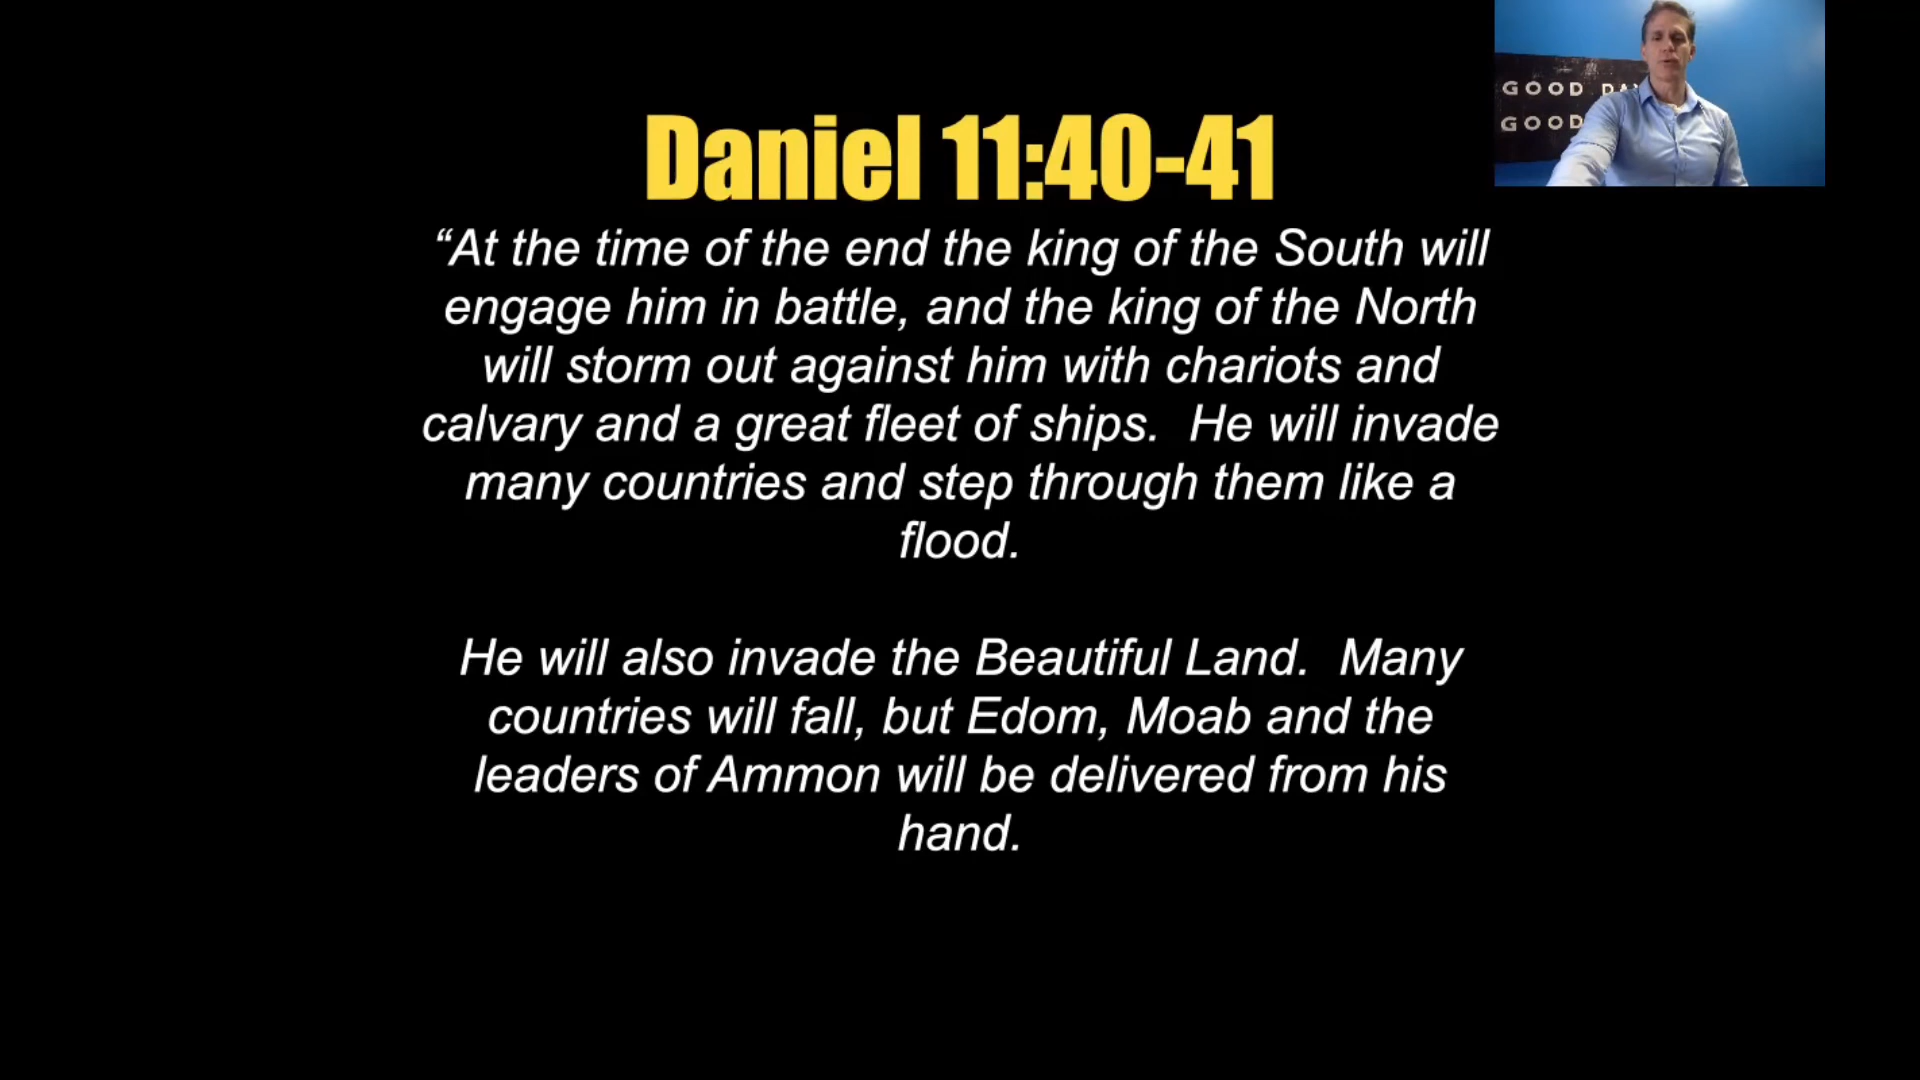 GOOD DAY
GOOD
Daniel 11:40-41
“At the time of the end the king of the South will
engage him in battle, and the king of the North
will storm out against him with chariots and
calvary and a great fleet of ships.  He will invade
many countries and step through them like a
flood.
He will also invade the Beautiful Land.  Many
countries will fall, but Edom, Moab and the
leaders of Ammon will be delivered from his
hand.